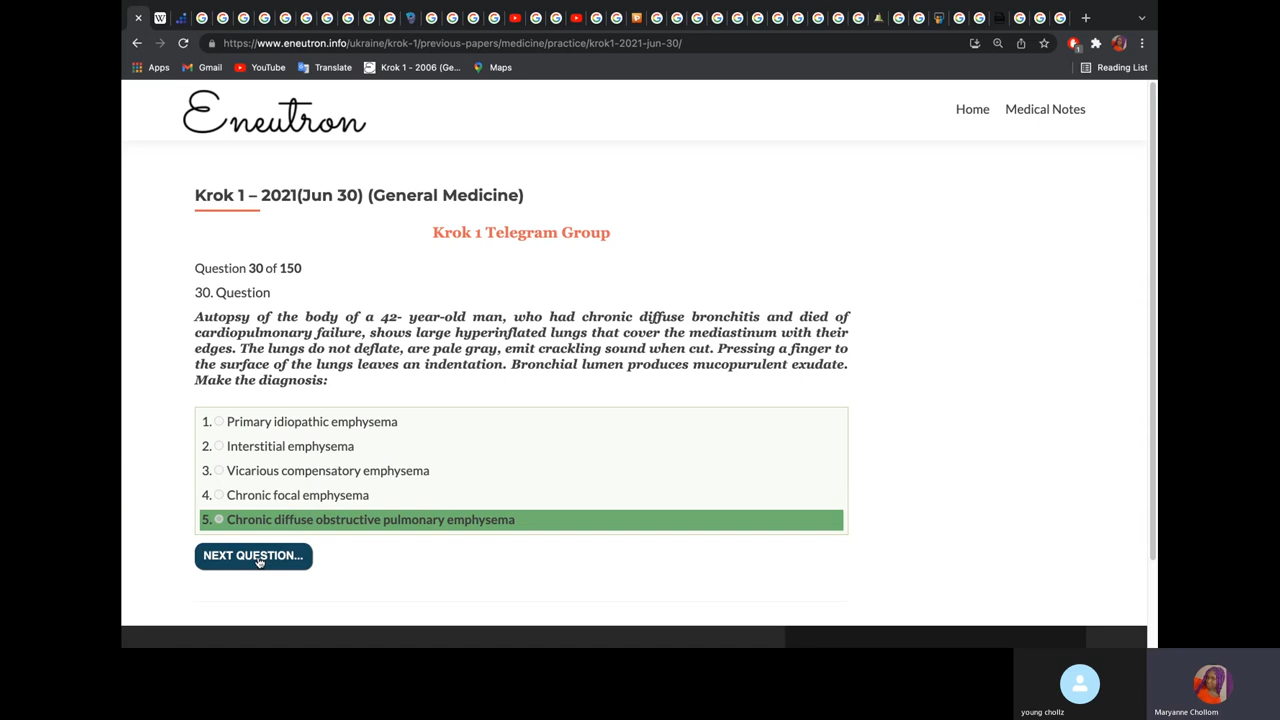 https://www.eneutron.info/ukraine/krok-1/previous-papers/medicine/practice/krok1-2021-jun-30/
Apps Gmail YouTube Translate Krok 1 - 2006 (Ge... Maps Reading List
Eneutron
Home Medical Notes
Krok 1 – 2021(Jun 30) (General Medicine)
Krok 1 Telegram Group
Question 30 of 150
30. Question
Autopsy of the body of a 42- year-old man, who had chronic diffuse bronchitis and died of
cardiopulmonary failure, shows large hyperinflated lungs that cover the mediastinum with their
edges. The lungs do not deflate, are pale gray, emit crackling sound when cut. Pressing a finger to
the surface of the lungs leaves an indentation. Bronchial lumen produces mucopurulent exudate.
Make the diagnosis:
1. Primary idiopathic emphysema
2. Interstitial emphysema
3. Vicarious compensatory emphysema
4. Chronic focal emphysema
5. Chronic diffuse obstructive pulmonary emphysema
NEXT QUESTION...
young chollz
Maryanne Chollom